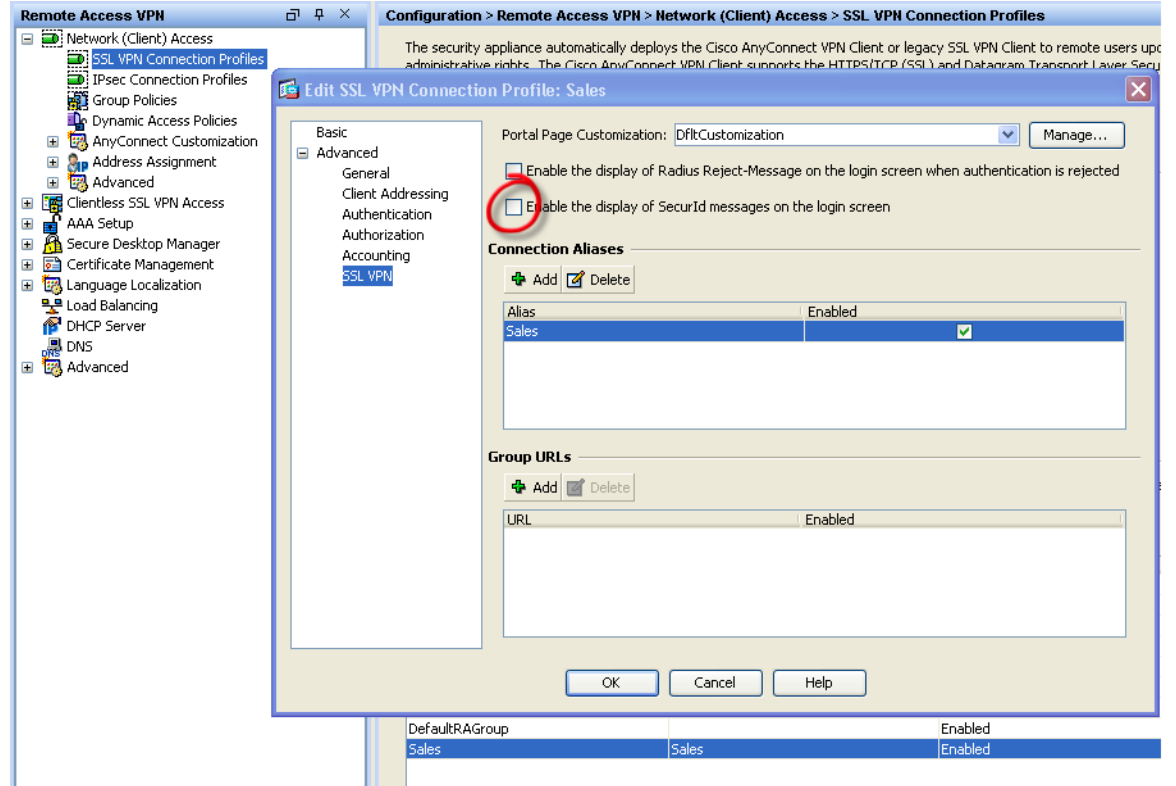 Remote Access VPN
Network (Client) Access
SSL VPN Connection Profiles
IPsec Connection Profiles
Group Policies
Dynamic Access Policies
AnyConnect Customization
Address Assignment
Advanced
Clientless SSL VPN Access
AAA Setup
Secure Desktop Manager
Certificate Management
Language Localization
Load Balancing
DHCP Server
DNS
Advanced
Configuration > Remote Access VPN > Network (Client) Access > SSL VPN Connection Profiles
The security appliance automatically deploys the Cisco AnyConnect VPN Client or legacy SSL VPN Client to remote users upo
administrative rights. The Cisco AnyConnect VPN Client supports the HTTPS/TCP (SSL) and Datagram Transport Layer Secu
Edit SSL VPN Connection Profile: Sales
Basic
Advanced
General
Client Addressing
Authentication
Authorization
Accounting
SSL VPN
Portal Page Customization: DfltCustomization Manage...
Enable the display of Radius Reject-Message on the login screen when authentication is rejected
Enable the display of SecurId messages on the login screen
Connection Aliases
Add Delete
Alias Enabled
Sales
Group URLs
Add Delete
URL Enabled
OK Cancel Help
DefaultRAGroup Enabled
Sales Sales Enabled